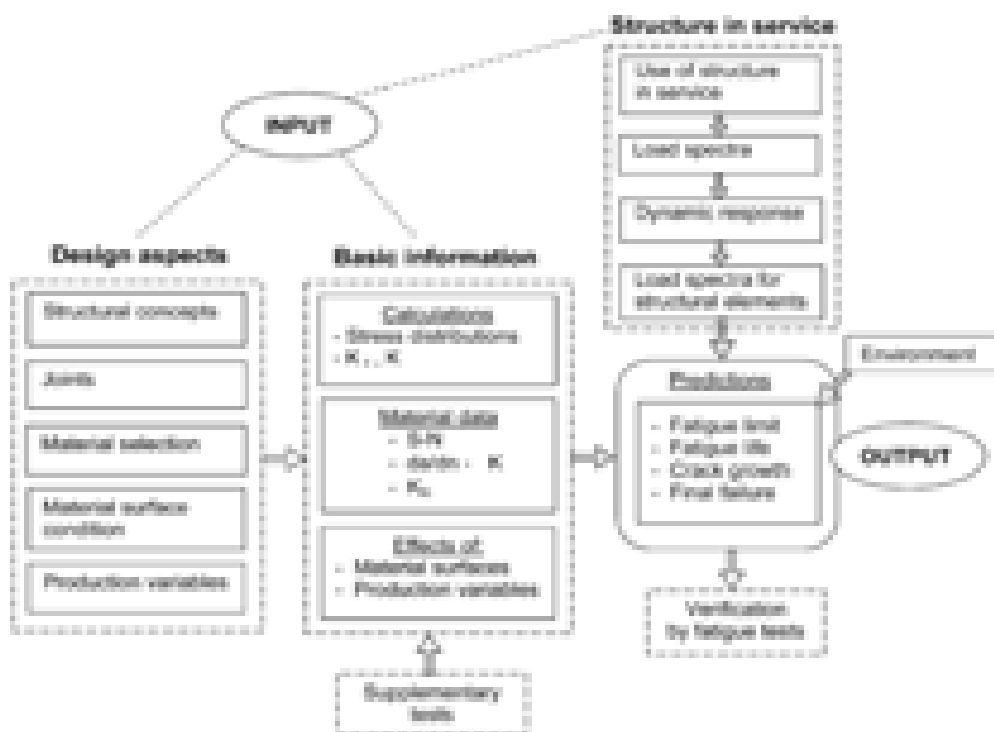 Structure in service
Use of structure
in service
INPUT
Load spectra
Dynamic response
Load spectra for
structural elements
Design aspects
Structural concepts
Joints
Material selection
Material surface
condition
Production variables
Basic information
Calculations
- Stress distributions
- K
Material data
- S-N
- da/dn - K
- K
Effects of:
- Material surfaces
- Production variables
Supplementary
tests
Environment
Predictions
- Fatigue limit
- Fatigue life
- Crack growth
- Final failure
OUTPUT
Verification
by fatigue tests